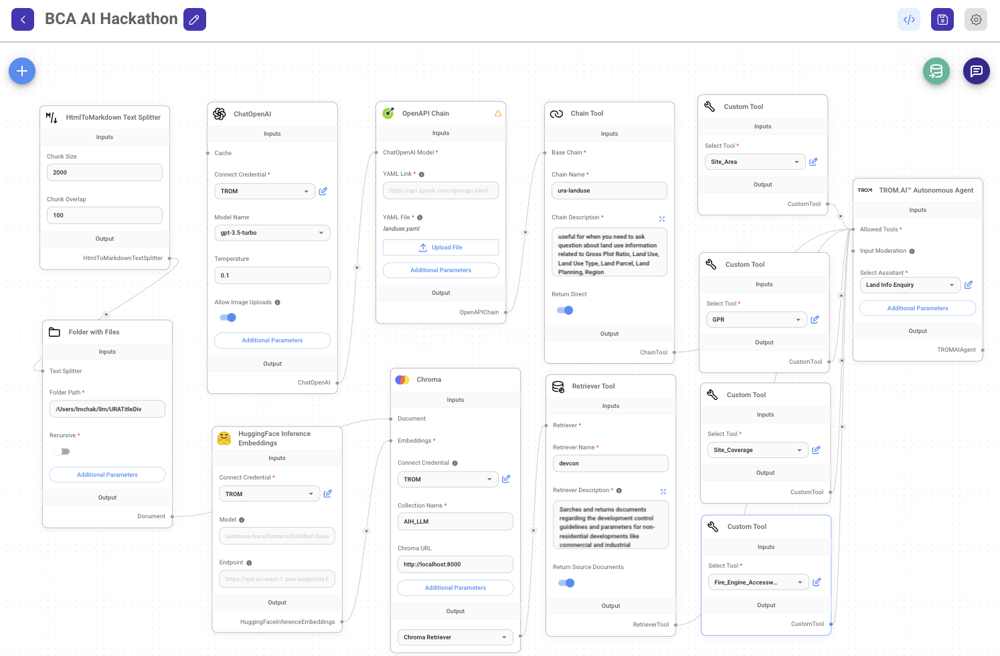 BCA AI Hackathon
HtmlToMarkdown Text Splitter
Inputs
Chunk Size
2000
Chunk Overlap
100
Output
HtmlToMarkdownTextSplitter
Folder with Files
Inputs
Text Splitter
Folder Path *
/Users/lmchak/llm/URATitleDiv
Recursive *
Additional Parameters
Output
Document
ChatOpenAI
Inputs
Cache
Connect Credential *
TROM
Model Name
gpt-3.5-turbo
Temperature
0.1
Allow Image Uploads
Additional Parameters
Output
ChatOpenAI
HuggingFace Inference
Embeddings
Inputs
Connect Credential *
TROM
Model
sentence-transformers/distilbert-base
Endpoint
https://xyz.eu-west-1.aws.endpoints.h
Output
HuggingFaceInferenceEmbeddings
OpenAPI Chain
Inputs
ChatOpenAI Model *
YAML Link *
https://api.speak.com/openapi.yaml
YAML File *
landuse.yaml
Upload File
Additional Parameters
Output
OpenAPIChain
Chroma
Inputs
Document
Embeddings *
Connect Credential
TROM
Collection Name *
AIH_LLM
Chroma URL
http://localhost:8000
Additional Parameters
Output
Chroma Retriever
Chain Tool
Inputs
Base Chain *
Chain Name *
ura-landuse
Chain Description *
useful for when you need to ask
question about land use information
related to Gross Plot Ratio, Land Use,
Land Use Type, Land Parcel, Land
Planning, Region
Return Direct
Output
ChainTool
Retriever Tool
Inputs
Retriever *
Retriever Name *
devcon
Retriever Description *
Sarches and returns documents
regarding the development control
guidelines and parameters for non-
residential developments like
commercial and industrial
Return Source Documents
Output
RetrieverTool
Custom Tool
Inputs
Select Tool *
Site_Area
Output
CustomTool
Custom Tool
Inputs
Select Tool *
GPR
Output
CustomTool
Custom Tool
Inputs
Select Tool *
Site_Coverage
Output
CustomTool
Custom Tool
Inputs
Select Tool *
Fire_Engine_Accessw...
Output
CustomTool
TROM TROM.AI™ Autonomous Agent
Inputs
Allowed Tools *
Input Moderation
Select Assistant *
Land Info Enquiry
Additional Parameters
Output
TROMAIAgent